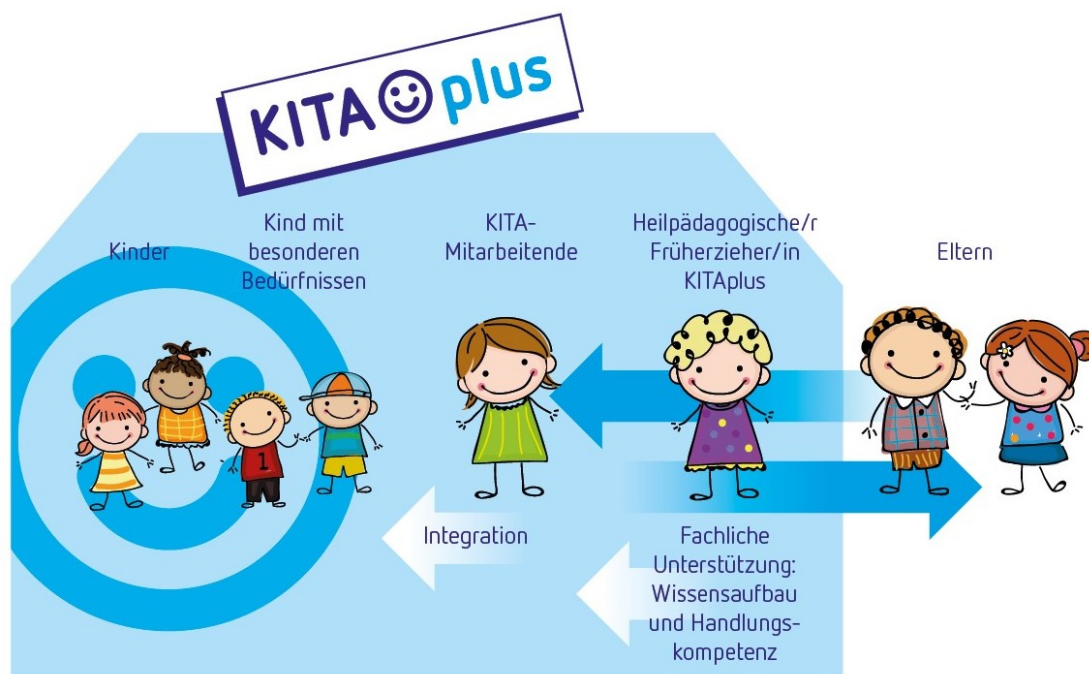 KITA plus
Kinder
Kind mit
besonderen
Bedürfnissen
KITA-
Mitarbeitende
Heilpädagogische/r
Früherzieher/in
KITAplus
Eltern
1
Integration
Fachliche
Unterstützung:
Wissensaufbau
und Handlungs-
kompetenz